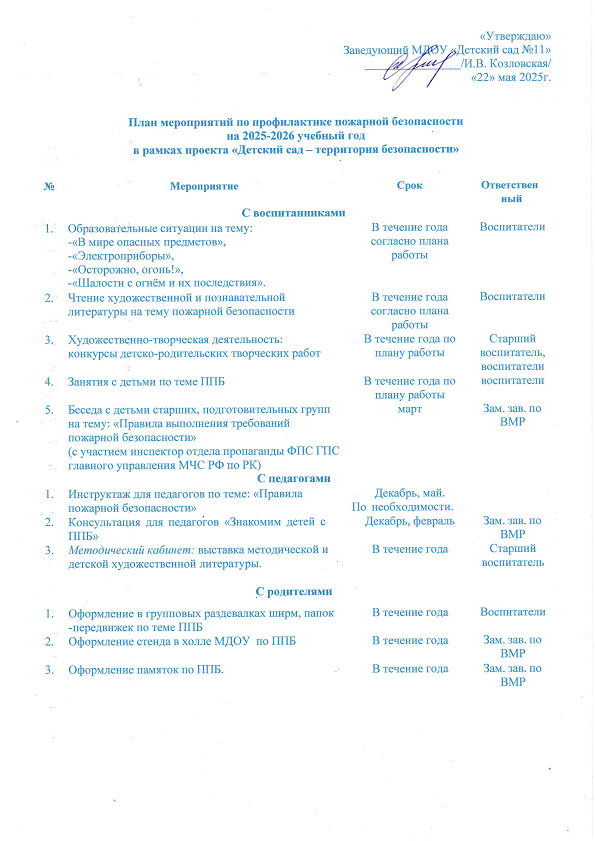 «Утверждаю»
Заведующий МДОУ «Детский сад №11»
________________/И.В. Козловская/
«22» мая 2025г.
План мероприятий по профилактике пожарной безопасности
на 2025-2026 учебный год
в рамках проекта «Детский сад – территория безопасности»
№ Мероприятие Срок Ответствен
ный
С воспитанниками
1. Образовательные ситуации на тему: В течение года Воспитатели
-«В мире опасных предметов», согласно плана
-«Электроприборы», работы
-«Осторожно, огонь!»,
-«Шалости с огнём и их последствия».
2. Чтение художественной и познавательной В течение года Воспитатели
литературы на тему пожарной безопасности согласно плана
работы
3. Художественно-творческая деятельность: В течение года по Старший
конкурсы детско-родительских творческих работ плану работы воспитатель,
воспитатели
4. Занятия с детьми по теме ППБ В течение года по воспитатели
плану работы
5. Беседа с детьми старших, подготовительных групп март Зам. зав. по
на тему: «Правила выполнения требований ВМР
пожарной безопасности»
(с участием инспектор отдела пропаганды ФПС ГПС
главного управления МЧС РФ по РК)
С педагогами
1. Инструктаж для педагогов по теме: «Правила Декабрь, май.
пожарной безопасности» По необходимости.
2. Консультация для педагогов «Знакомим детей с Декабрь, февраль Зам. зав. по
ППБ» ВМР
3. Методический кабинет: выставка методической и В течение года Старший
детской художественной литературы. воспитатель
С родителями
1. Оформление в групповых раздевалках ширм, папок В течение года Воспитатели
-передвижек по теме ППБ
2. Оформление стенда в холле МДОУ по ППБ В течение года Зам. зав. по
ВМР
3. Оформление памяток по ППБ. В течение года Зам. зав. по
ВМР